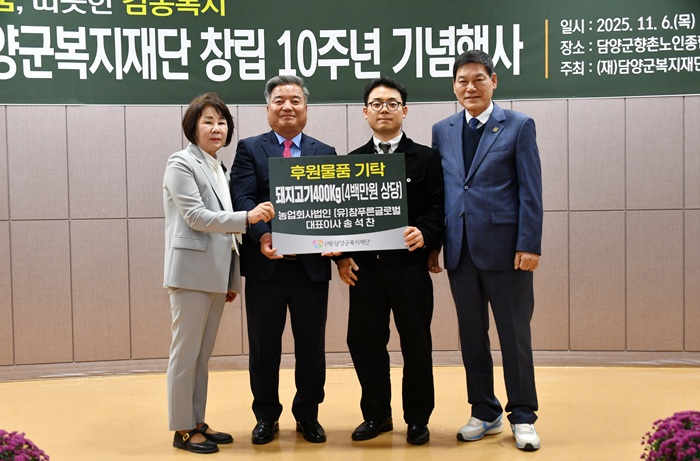 따뜻한 감동복지
양군복지재단 창립 10주년 기념행사
일시 : 2025. 11. 6.(목)
장소 : 담양군향촌노인종
주최 : (재)담양군복지재단
후원물품 기탁
돼지고기400Kg(4백만원 상당)
농업회사법인 (유)참푸른글로벌
대표이사 송 석 찬
(재)담양군복지재단